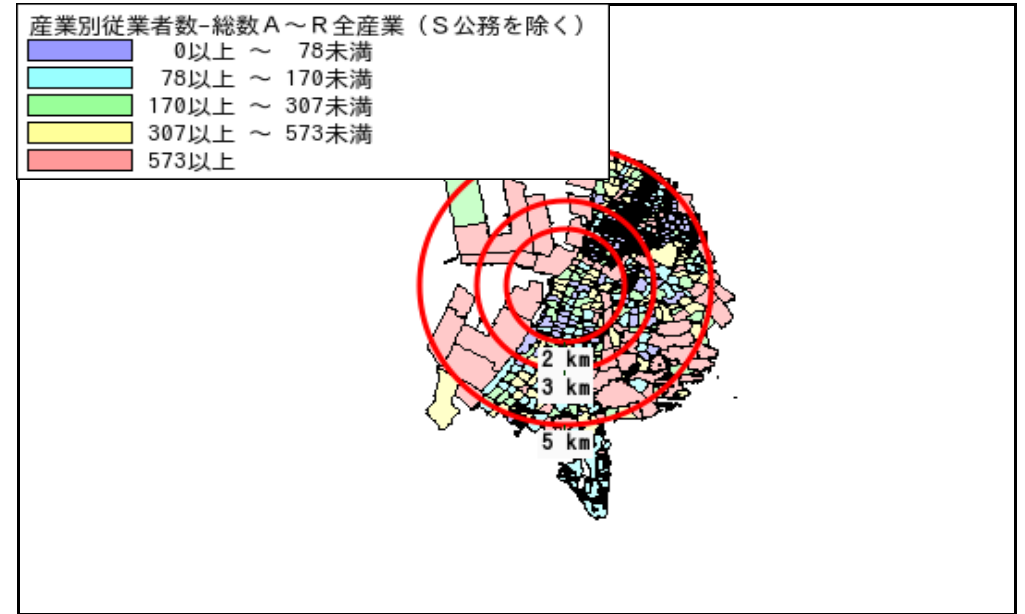 産業別従業者数−総数A～R全産業（S公務を除く）
0以上 ～ 78未満
78以上 ～ 170未満
170以上 ～ 307未満
307以上 ～ 573未満
573以上
2 km
3 km
5 km